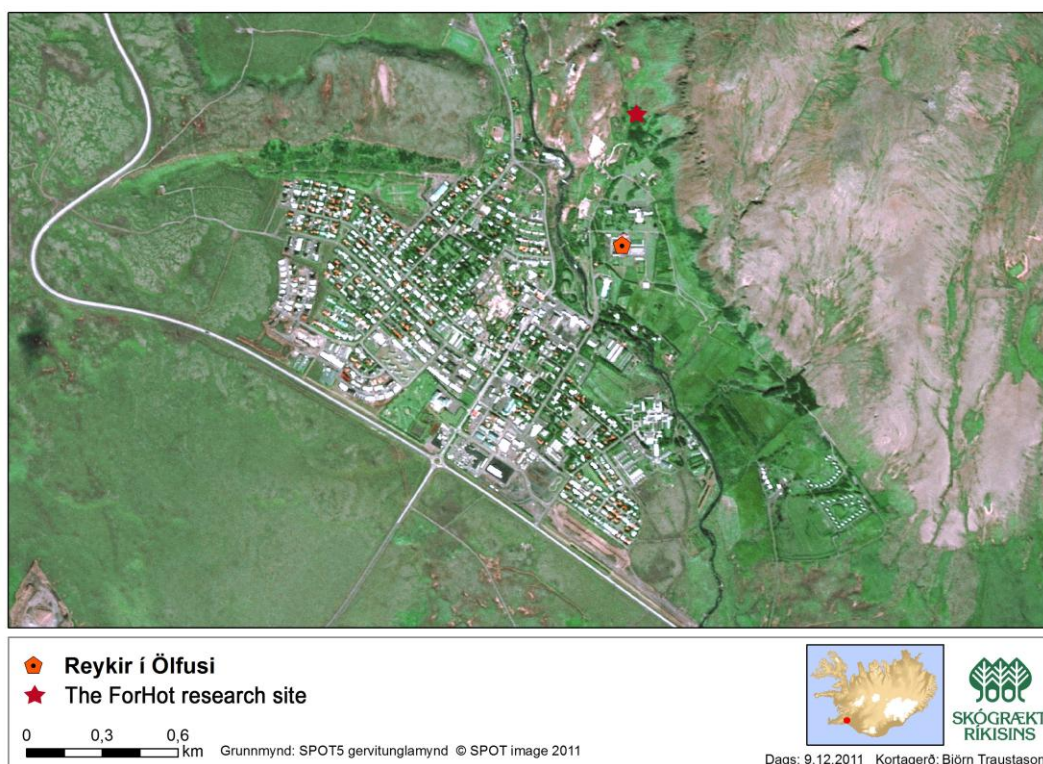 Reykir í Ölfusi
The ForHot research site
0 0,3 0,6
km
Grunnmynd: SPOT5 gervitunglamynd © SPOT image 2011
SKÓGRÆKT
RÍKISINS
Dags: 9.12.2011 Kortagerð: Björn Traustason